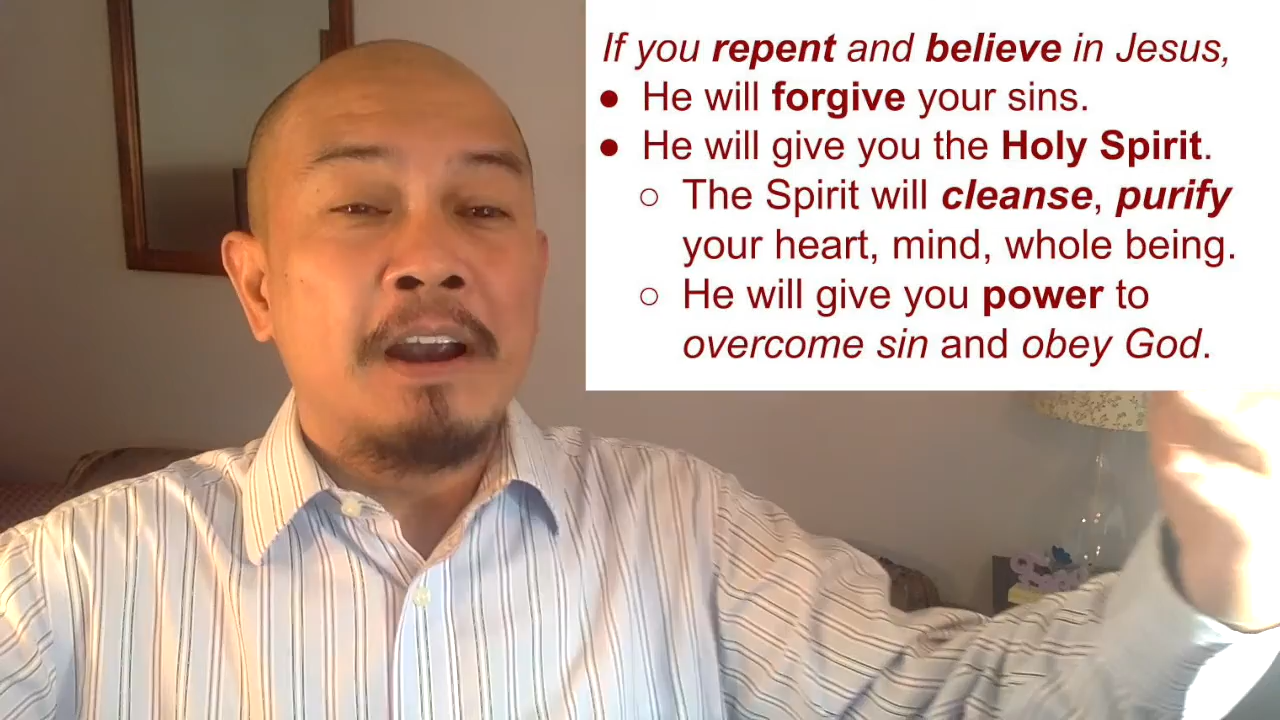 If you repent and believe in Jesus,
● He will forgive your sins.
● He will give you the Holy Spirit.
○ The Spirit will cleanse, purify
your heart, mind, whole being.
○ He will give you power to
overcome sin and obey God.